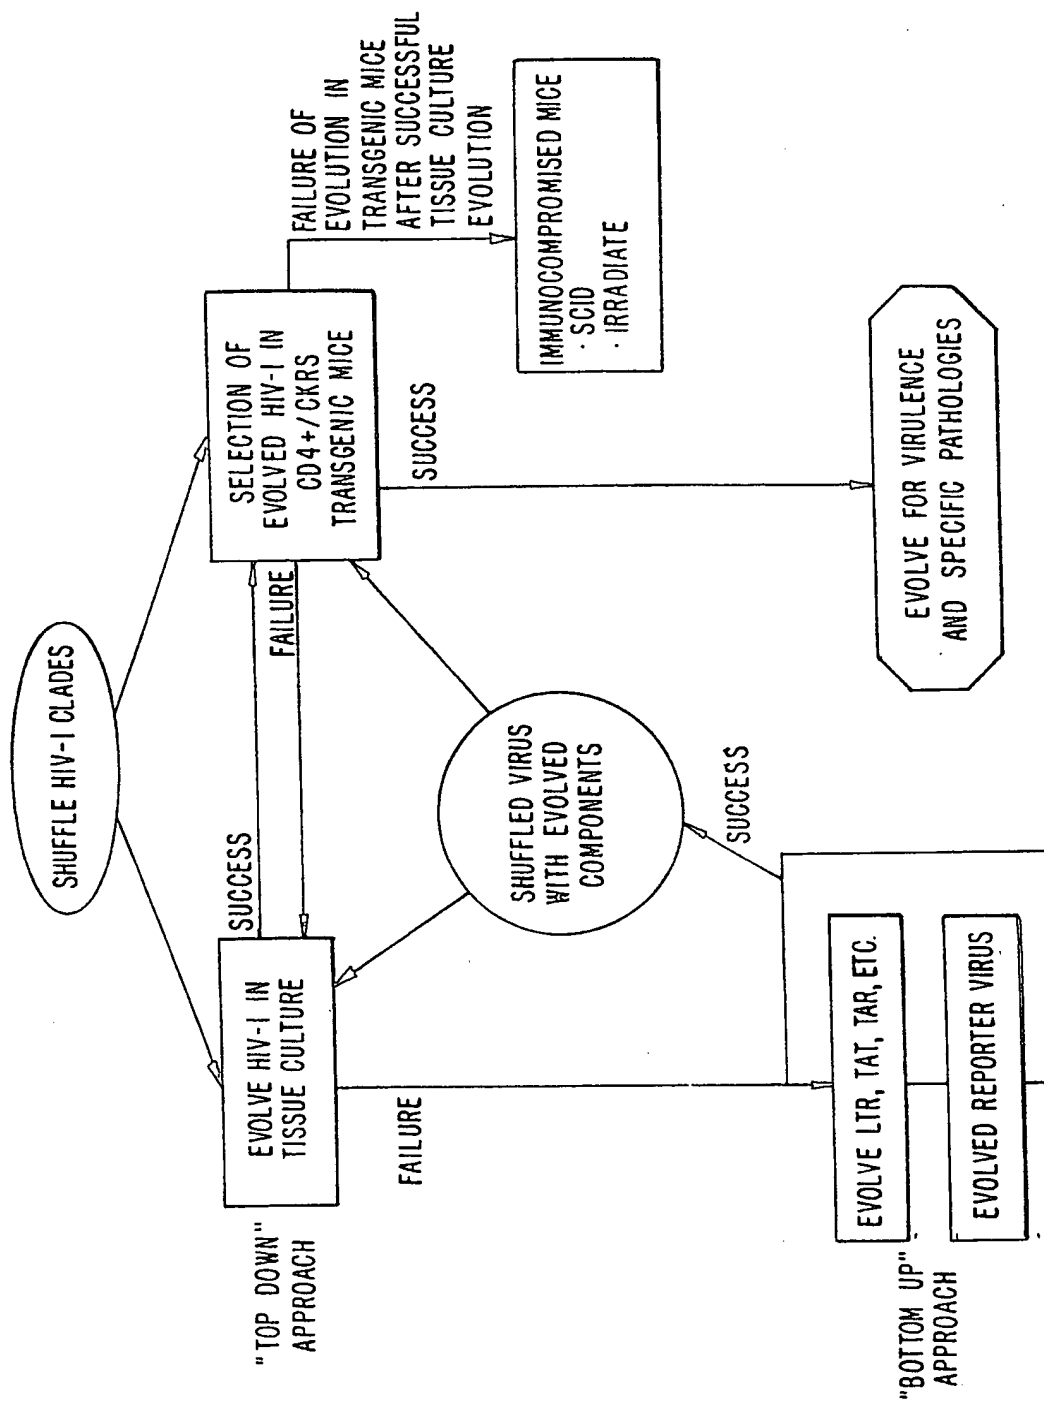 SHUFFLE HIV-1 CLADES
"TOP DOWN"
APPROACH
EVOLVE HIV-1 IN
TISSUE CULTURE
SUCCESS
FAILURE
SELECTION OF
EVOLVED HIV-1 IN
CD4+/CKRS
TRANSGENIC MICE
FAILURE OF
EVOLUTION IN
TRANSGENIC MICE
AFTER SUCCESSFUL
TISSUE CULTURE
EVOLUTION
IMMUNOCOMPROMISED MICE
· SCID
· IRRADIATE
SUCCESS
FAILURE
SHUFFLED VIRUS
WITH EVOLVED
COMPONENTS
SUCCESS
EVOLVE FOR VIRULENCE
AND SPECIFIC PATHOLOGIES
"BOTTOM UP"
APPROACH
EVOLVE LTR, TAT, TAR, ETC.
EVOLVED REPORTER VIRUS